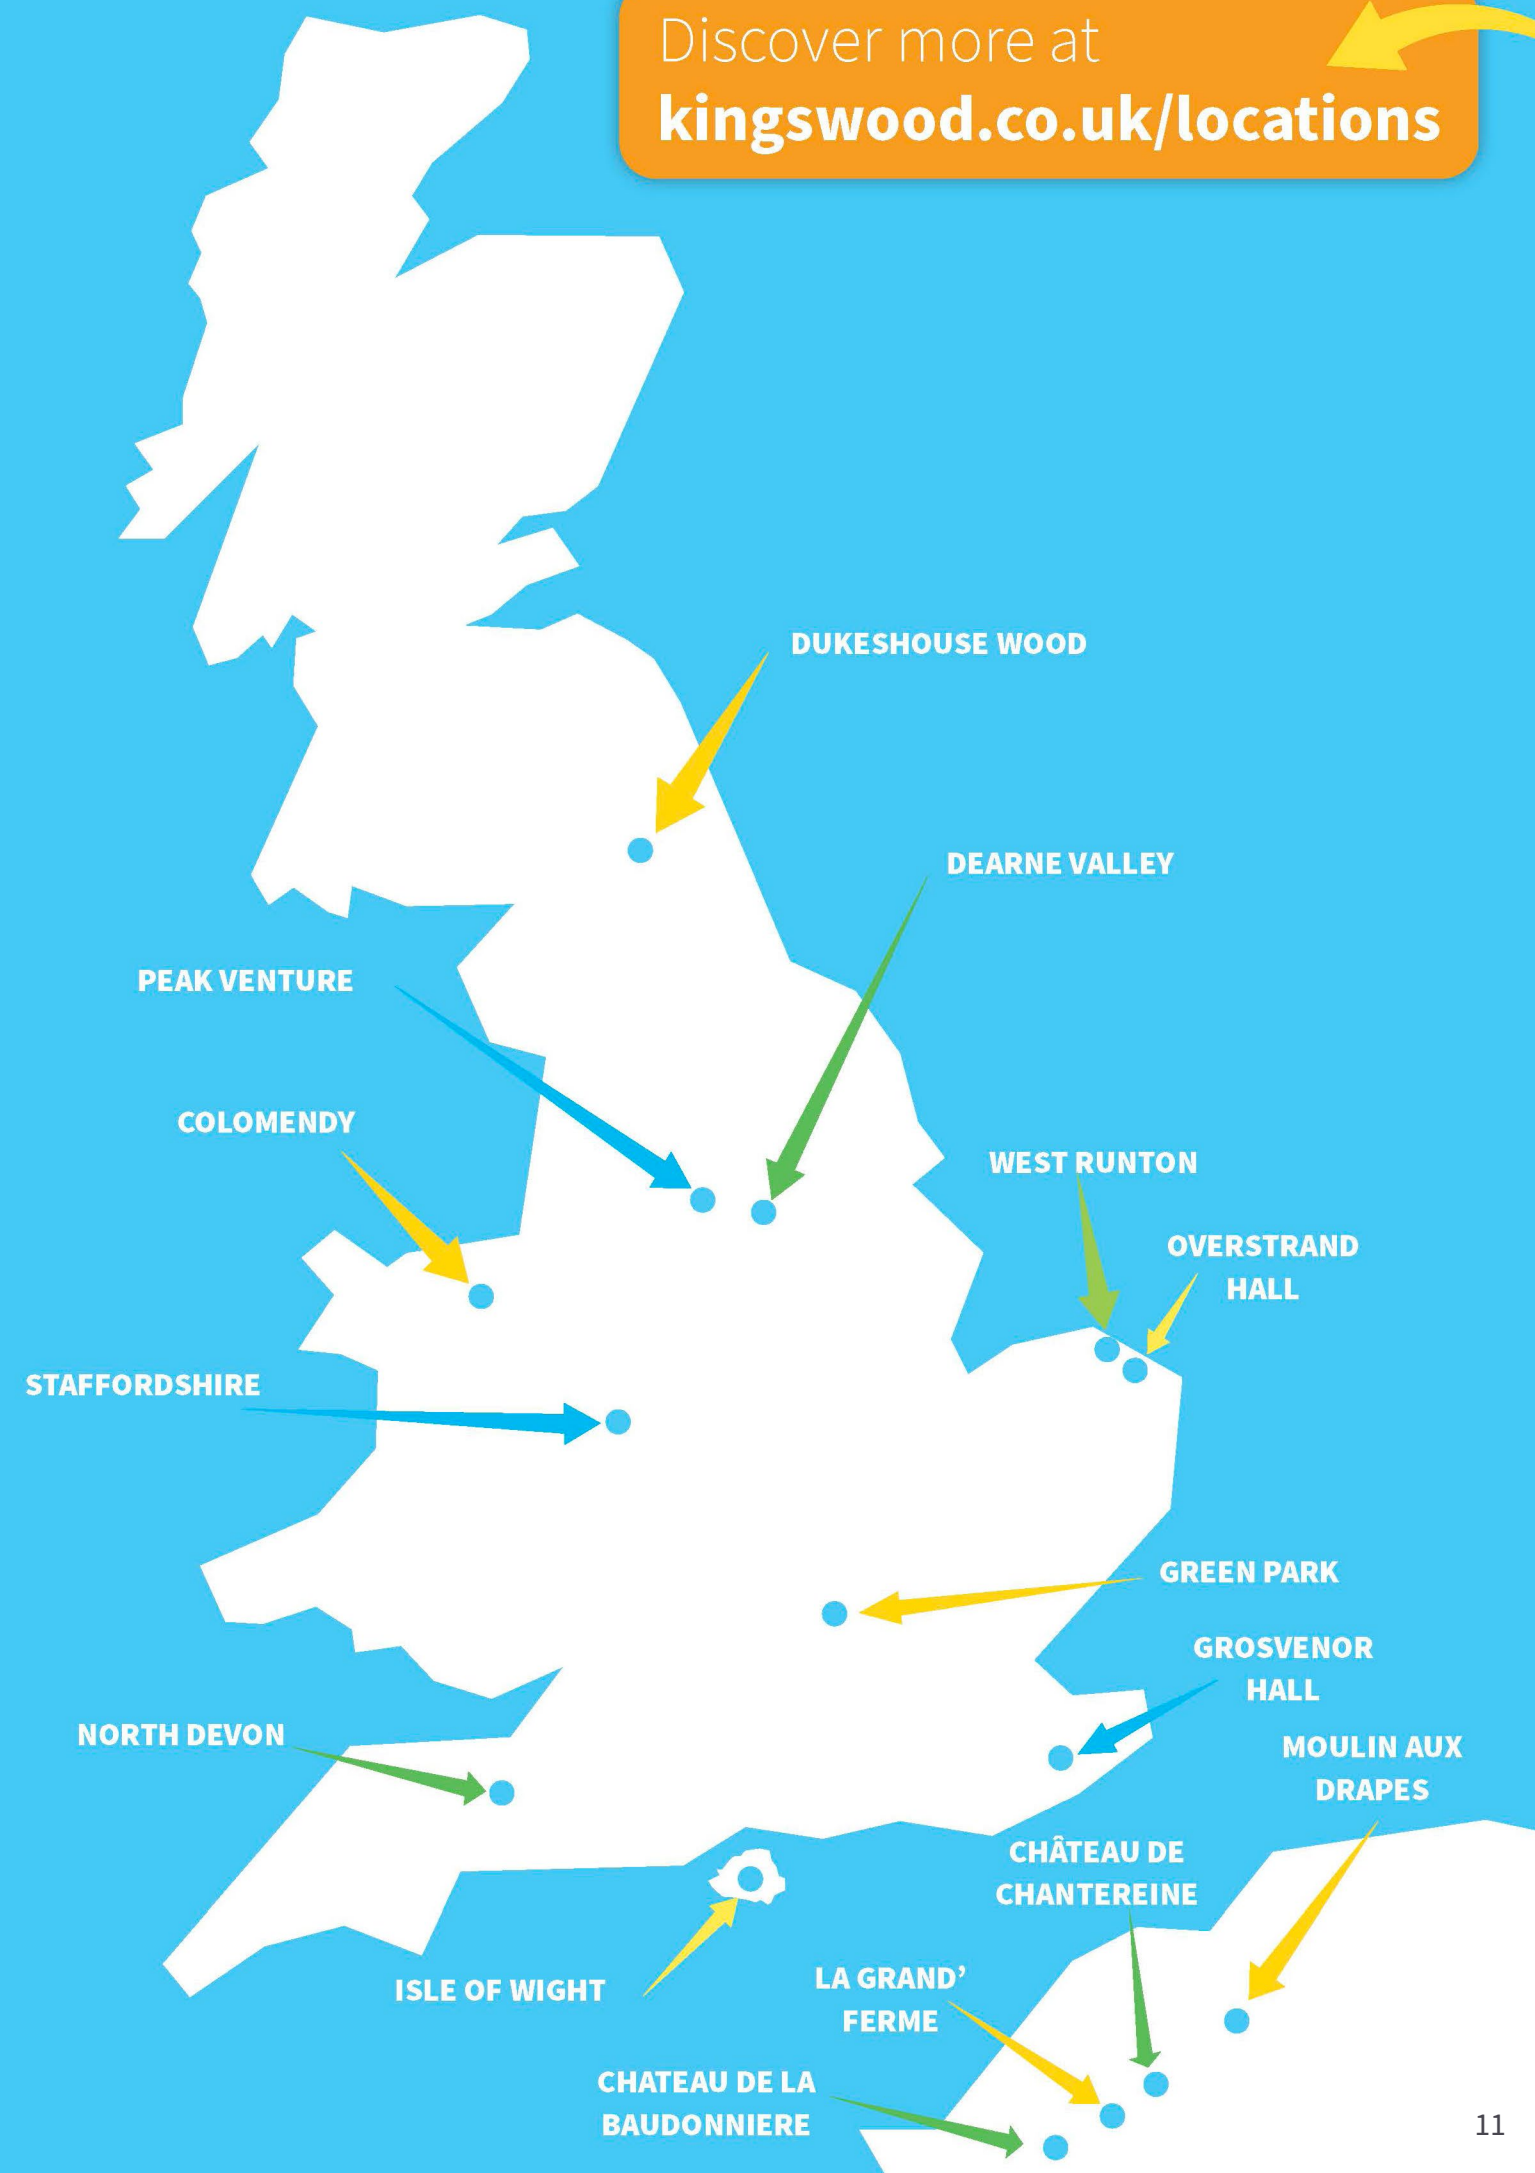 Discover more at
kingswood.co.uk/locations
DUKESHOUSE WOOD
DEARNE VALLEY
PEAK VENTURE
COLOMENDY
WEST RUNTON
OVERSTRAND
HALL
STAFFORDSHIRE
GREEN PARK
GROSVENOR
HALL
NORTH DEVON
MOULIN AUX
DRAPES
CHÂTEAU DE
CHANTEREINE
ISLE OF WIGHT
LA GRAND’
FERME
CHATEAU DE LA
BAUDONNIERE
11